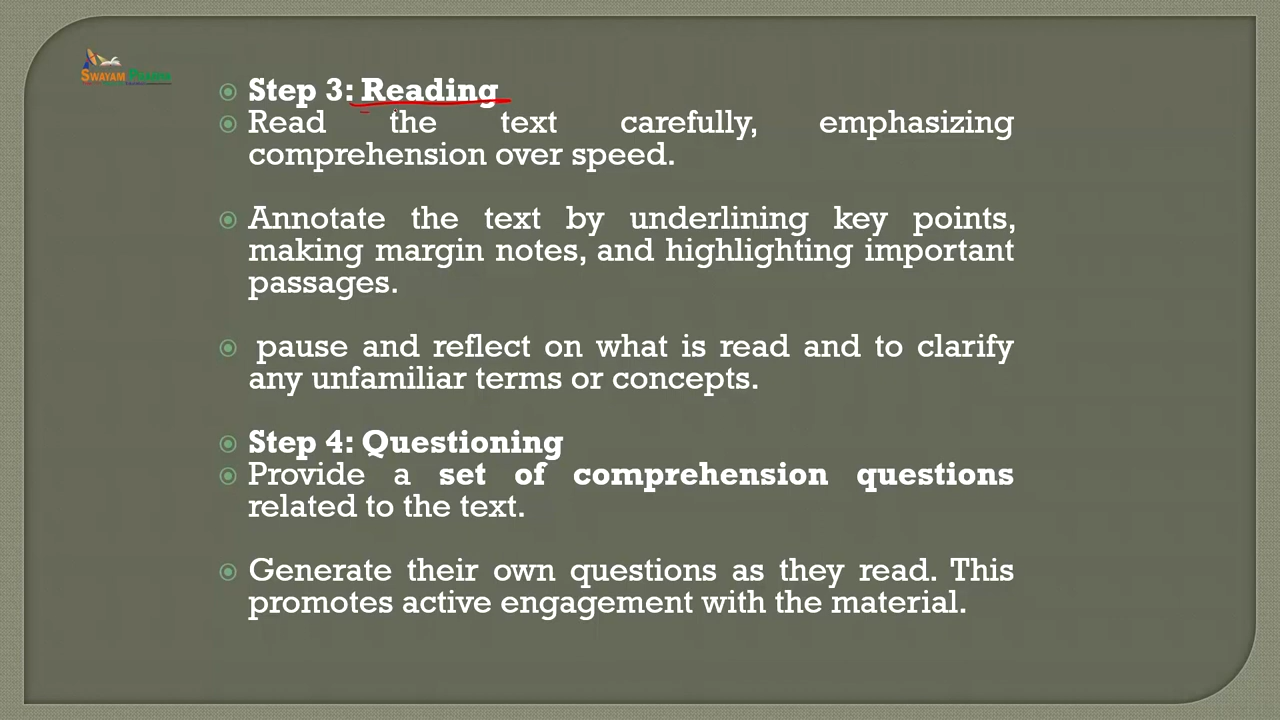 SWAYAM PRABHA
Step 3: Reading
Read the text carefully, emphasizing
comprehension over speed.
Annotate the text by underlining key points,
making margin notes, and highlighting important
passages.
pause and reflect on what is read and to clarify
any unfamiliar terms or concepts.
Step 4: Questioning
Provide a set of comprehension questions
related to the text.
Generate their own questions as they read. This
promotes active engagement with the material.